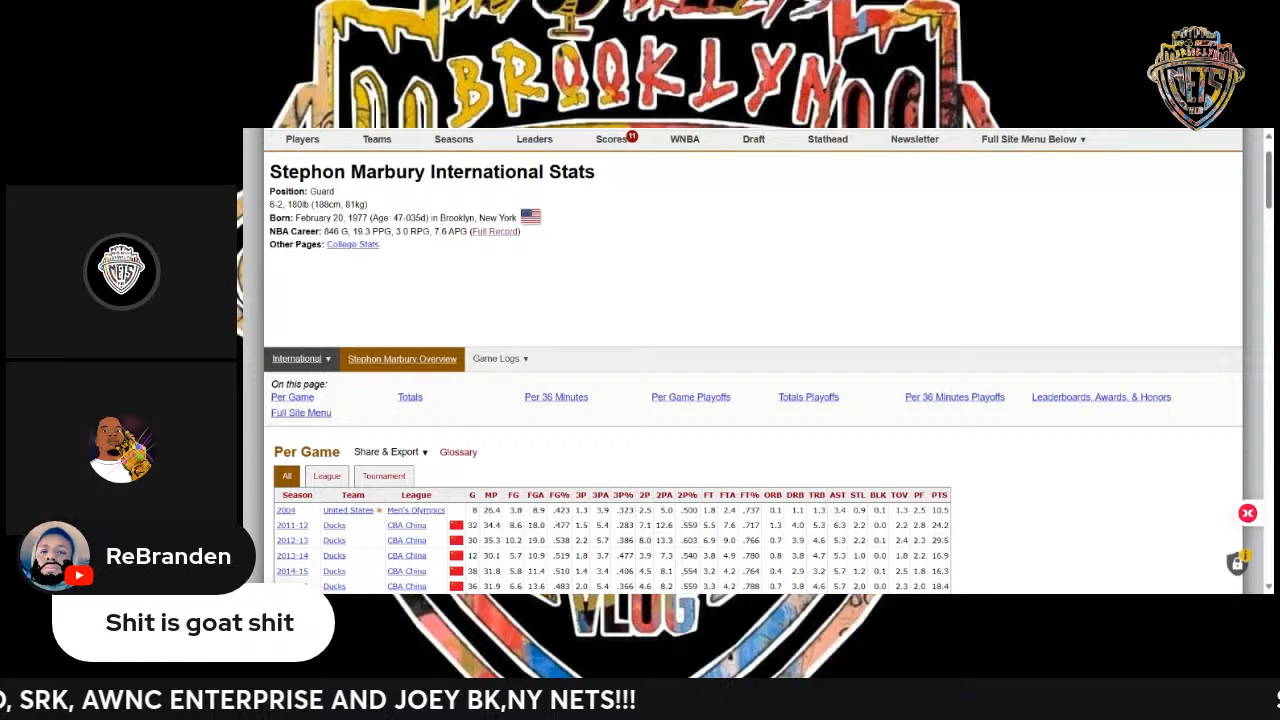 BROOKLYN
NETS
Players Teams Seasons Leaders Scores 11 WNBA Draft Stathead Newsletter Full Site Menu Below ▼
Stephon Marbury International Stats
Position: Guard
6-2, 180lb (188cm, 81kg)
Born: February 20, 1977 (Age: 47-035d) in Brooklyn, New York
NBA Career: 846 G, 19.3 PPG, 3.0 RPG, 7.6 APG (Full Record)
Other Pages: College Stats
NETS
International ▼ Stephon Marbury Overview Game Logs ▼
On this page:
Per Game Totals Per 36 Minutes Per Game Playoffs Totals Playoffs Per 36 Minutes Playoffs Leaderboards, Awards, & Honors
Full Site Menu
Per Game Share & Export ▼ Glossary
All League Tournament
Season Team League G MP FG FGA FG% 3P 3PA 3P% 2P 2PA 2P% FT FTA FT% ORB DRB TRB AST STL BLK TOV PF PTS
2004 United States Men's Olympics 8 26.4 3.8 8.9 .423 1.3 3.9 .323 2.5 5.0 .500 1.8 2.4 .737 0.1 1.1 1.3 3.4 0.9 0.1 1.3 2.5 10.5
2011-12 Ducks CBA China 32 34.4 8.6 18.0 .477 1.5 5.4 .283 7.1 12.6 .559 5.5 7.6 .717 1.3 4.0 5.3 6.3 2.2 0.0 2.2 2.8 24.2
2012-13 Ducks CBA China 30 35.3 10.2 19.0 .538 2.2 5.7 .386 8.0 13.3 .603 6.9 9.0 .766 0.7 3.9 4.6 5.3 2.2 0.1 2.4 2.3 29.5
2013-14 Ducks CBA China 12 30.1 5.7 10.9 .519 1.8 3.7 .477 3.9 7.3 .540 3.8 4.9 .780 0.8 3.8 4.7 5.3 1.0 0.1 1.8 2.2 16.9
2014-15 Ducks CBA China 38 31.8 5.8 11.4 .510 1.4 3.4 .406 4.5 8.1 .554 3.2 4.2 .764 0.4 2.9 3.2 5.7 1.2 0.1 2.5 1.8 16.3
Ducks CBA China 36 31.9 6.6 13.6 .483 2.0 5.4 .366 4.6 8.2 .559 3.3 4.2 .788 0.7 3.8 4.6 5.7 2.0 0.0 2.3 2.0 18.4
ReBranden
Shit is goat shit
VLOG
, SRK, AWNC ENTERPRISE AND JOEY BK,NY NETS!!!